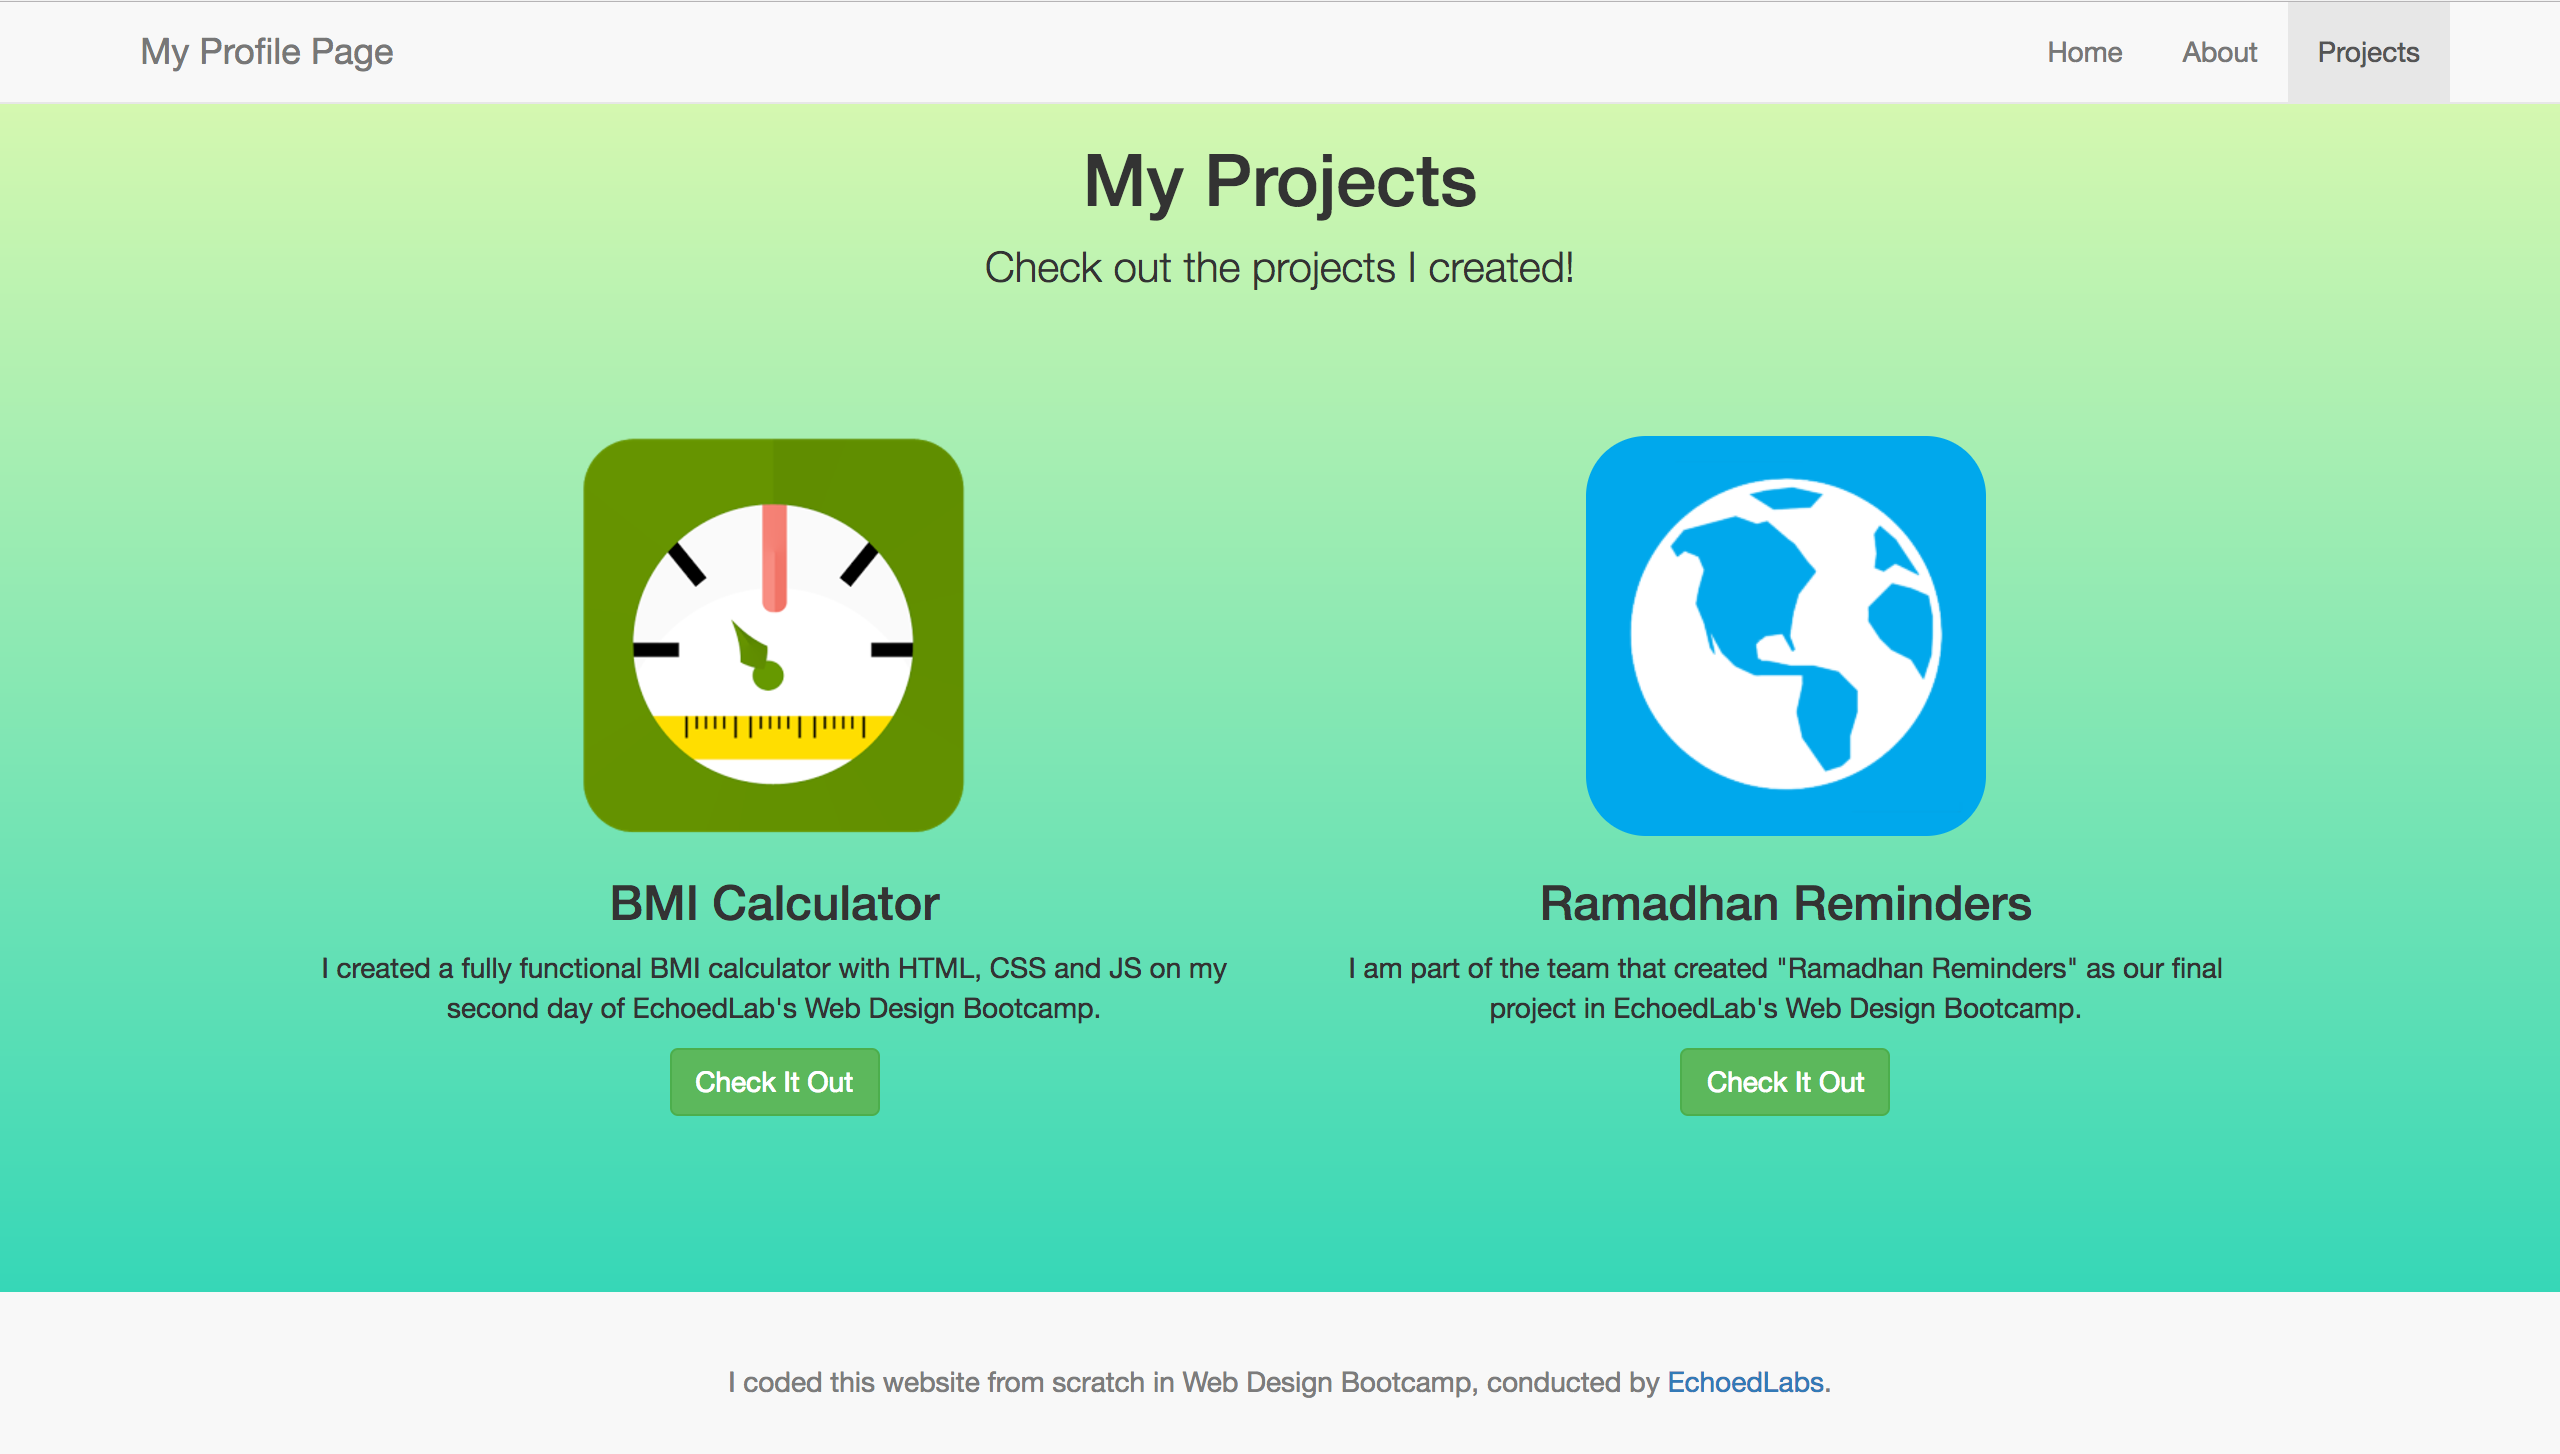 My Profile Page
Home
About
Projects
My Projects
Check out the projects I created!
BMI Calculator
I created a fully functional BMI calculator with HTML, CSS and JS on my
second day of EchoedLab's Web Design Bootcamp.
Check It Out
Ramadhan Reminders
I am part of the team that created "Ramadhan Reminders" as our final
project in EchoedLab's Web Design Bootcamp.
Check It Out
I coded this website from scratch in Web Design Bootcamp, conducted by EchoedLabs.